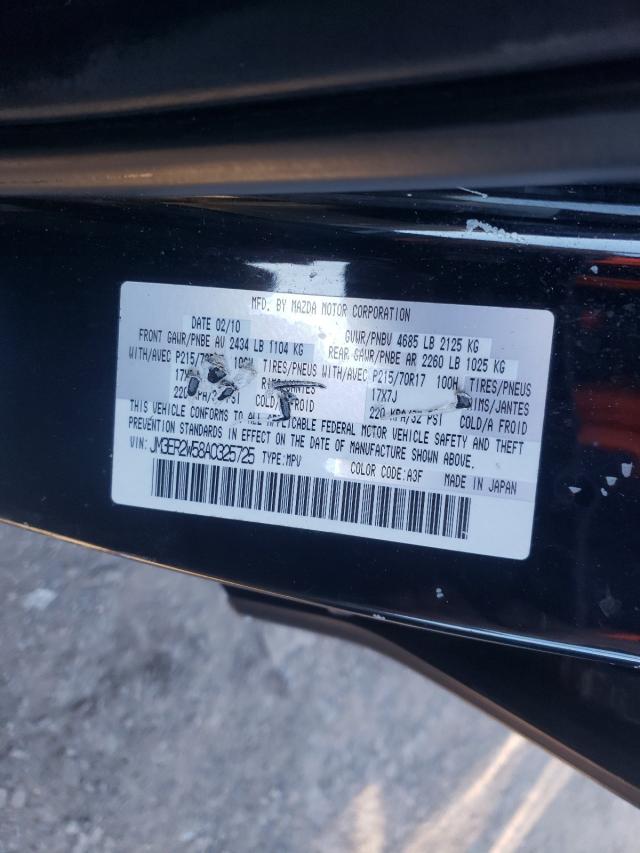 MFD. BY MAZDA MOTOR CORPORATION
DATE 02/10 GVWR/PNBV 4685 LB 2125 KG
FRONT GAWR/PNBE AV 2434 LB 1104 KG REAR GAWR/PNBE AR 2260 LB 1025 KG
WITH/AVEC P215/70 100H TIRES/PNEUS WITH/AVEC P215/70R17 100H TIRES/PNEUS
17X7J
220 PSI COLD/A FROID 220 KPA/32 PSI COLD/A FROID
THIS VEHICLE CONFORMS TO ALL APPLICABLE FEDERAL MOTOR VEHICLE SAFETY AND THEFT
PREVENTION STANDARDS IN EFFECT ON THE DATE OF MANUFACTURE SHOWN ABOVE.
VIN: JM3ER2W58A0325725 TYPE: MPV COLOR CODE: A3F MADE IN JAPAN